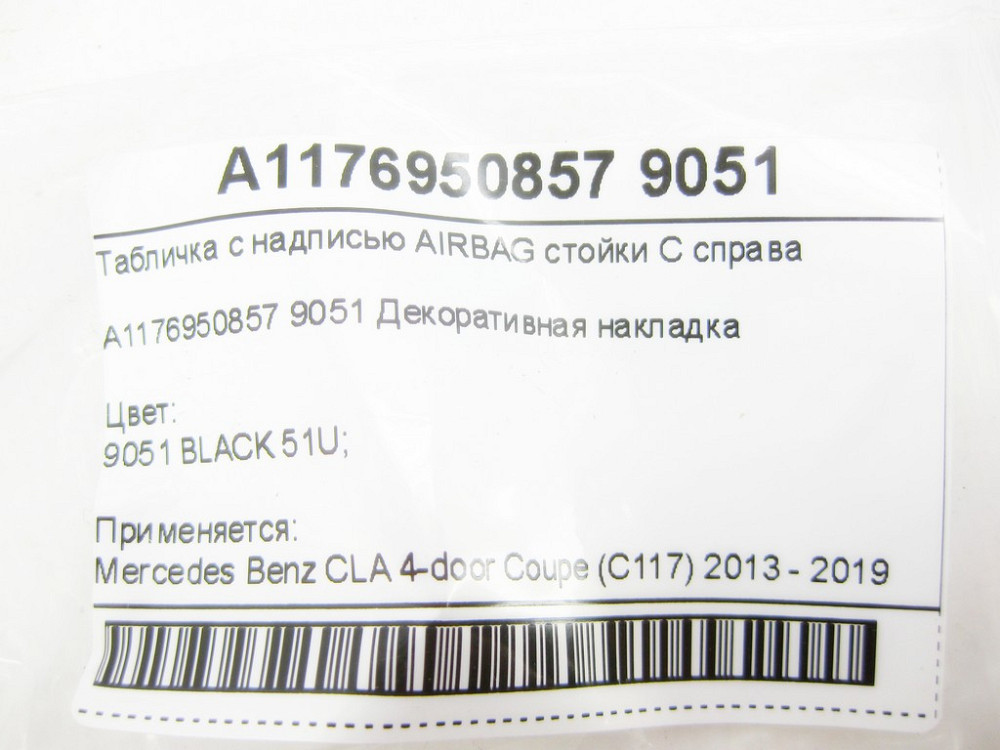 A1176950857 9051
Табличка с надписью AIRBAG стойки С справа
A1176950857 9051 Декоративная накладка
Цвет:
9051 BLACK 51U;
Применяется:
Mercedes Benz CLA 4-door Coupe (C117) 2013 - 2019